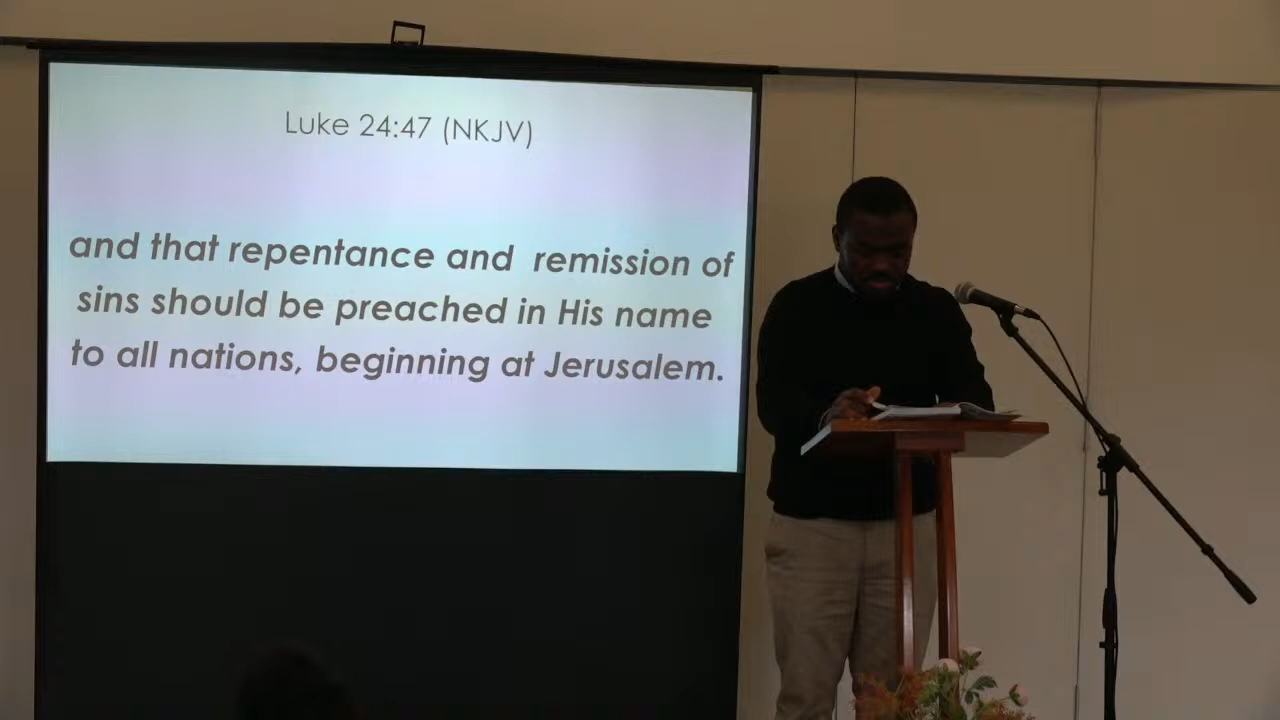 Luke 24:47 (NKJV)
and that repentance and remission of
sins should be preached in His name
to all nations, beginning at Jerusalem.